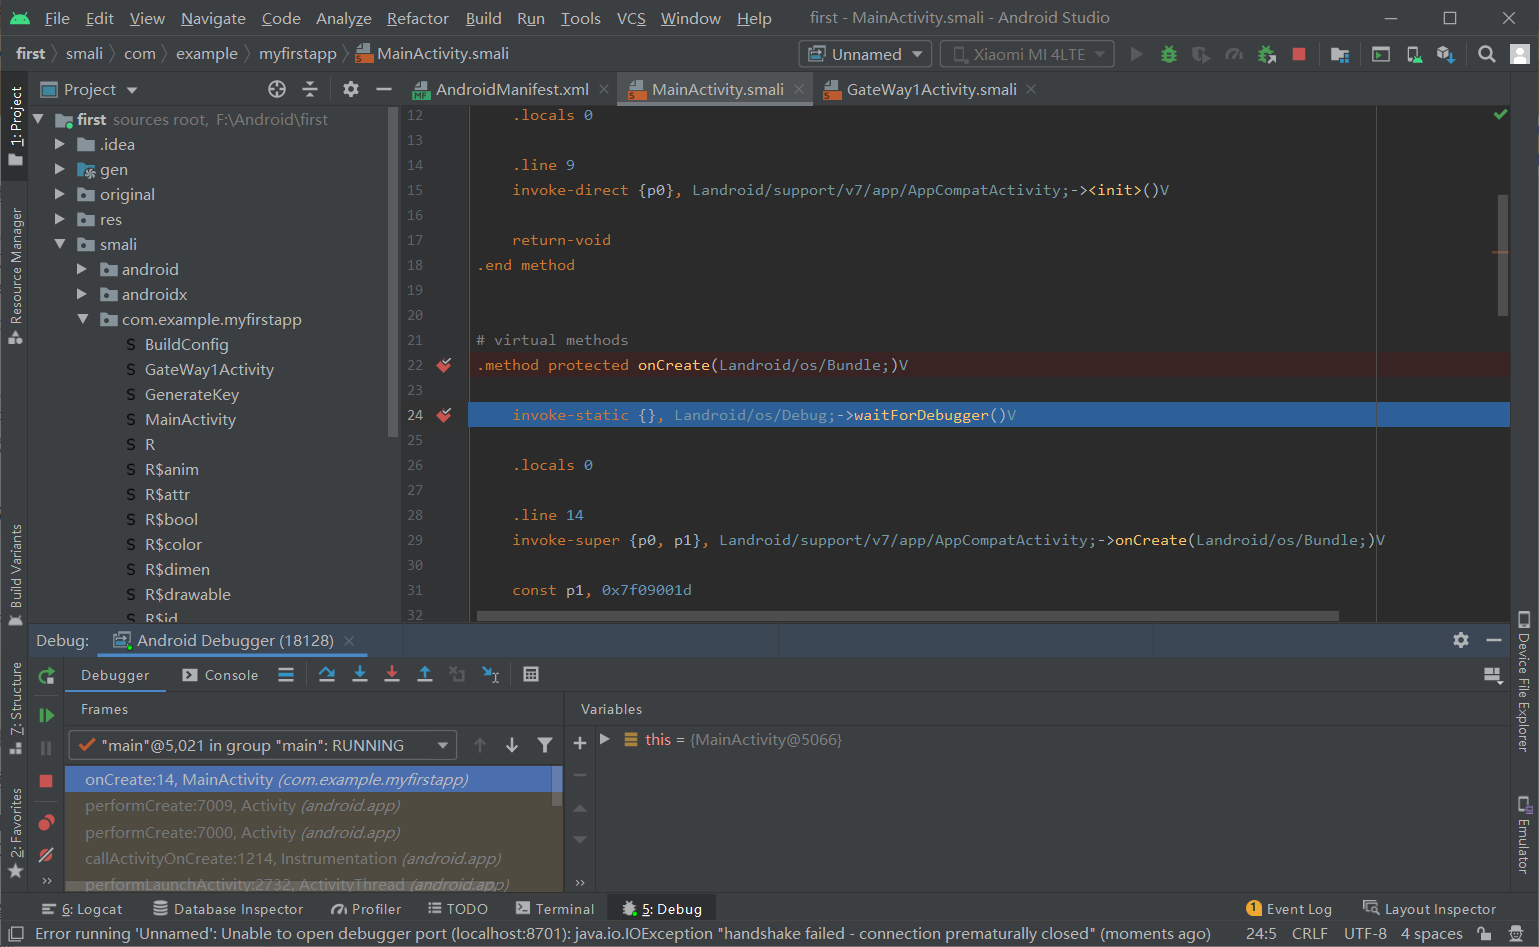 File Edit View Navigate Code Analyze Refactor Build Run Tools VCS Window Help first - MainActivity.smali - Android Studio
first smali com example myfirstapp MainActivity.smali Unnamed Xiaomi MI 4LTE
Project AndroidManifest.xml MainActivity.smali GateWay1Activity.smali
1: Project
Resource Manager
Build Variants
7: Structure
2: Favorites
first sources root, F:\Android\first
.idea
gen
original
res
smali
android
androidx
com.example.myfirstapp
BuildConfig
GateWay1Activity
GenerateKey
MainActivity
R
R$anim
R$attr
R$bool
R$color
R$dimen
R$drawable
R$id
12 .locals 0
13
14 .line 9
15 invoke-direct {p0}, Landroid/support/v7/app/AppCompatActivity;-><init>()V
16
17 return-void
18 .end method
19
20
21 # virtual methods
22 .method protected onCreate(Landroid/os/Bundle;)V
23
24 invoke-static {}, Landroid/os/Debug;->waitForDebugger()V
25
26 .locals 0
27
28 .line 14
29 invoke-super {p0, p1}, Landroid/support/v7/app/AppCompatActivity;->onCreate(Landroid/os/Bundle;)V
30
31 const p1, 0x7f09001d
32
Device File Explorer
Emulator
Debug: Android Debugger (18128)
Debugger Console
Frames Variables
"main"@5,021 in group "main": RUNNING
this = {MainActivity@5066}
onCreate:14, MainActivity (com.example.myfirstapp)
performCreate:7009, Activity (android.app)
performCreate:7000, Activity (android.app)
callActivityOnCreate:1214, Instrumentation (android.app)
performLaunchActivity:2732, ActivityThread (android.app)
6: Logcat Database Inspector Profiler TODO Terminal 5: Debug 1 Event Log Layout Inspector
Error running 'Unnamed': Unable to open debugger port (localhost:8701): java.io.IOException "handshake failed - connection prematurally closed" (moments ago) 24:5 CRLF UTF-8 4 spaces